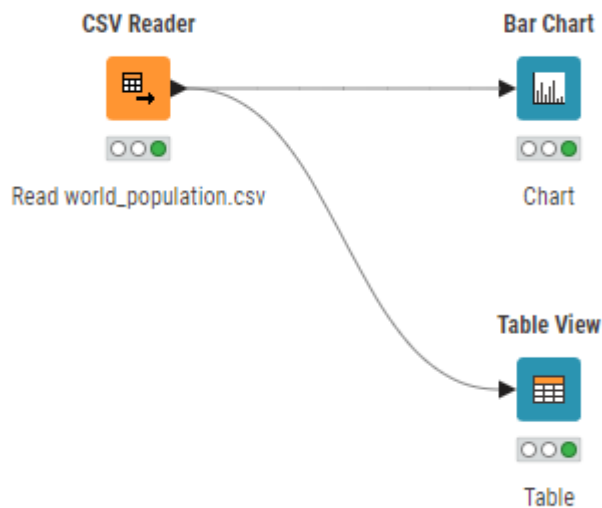 CSV Reader
Bar Chart
Read world_population.csv
Chart
Table View
Table